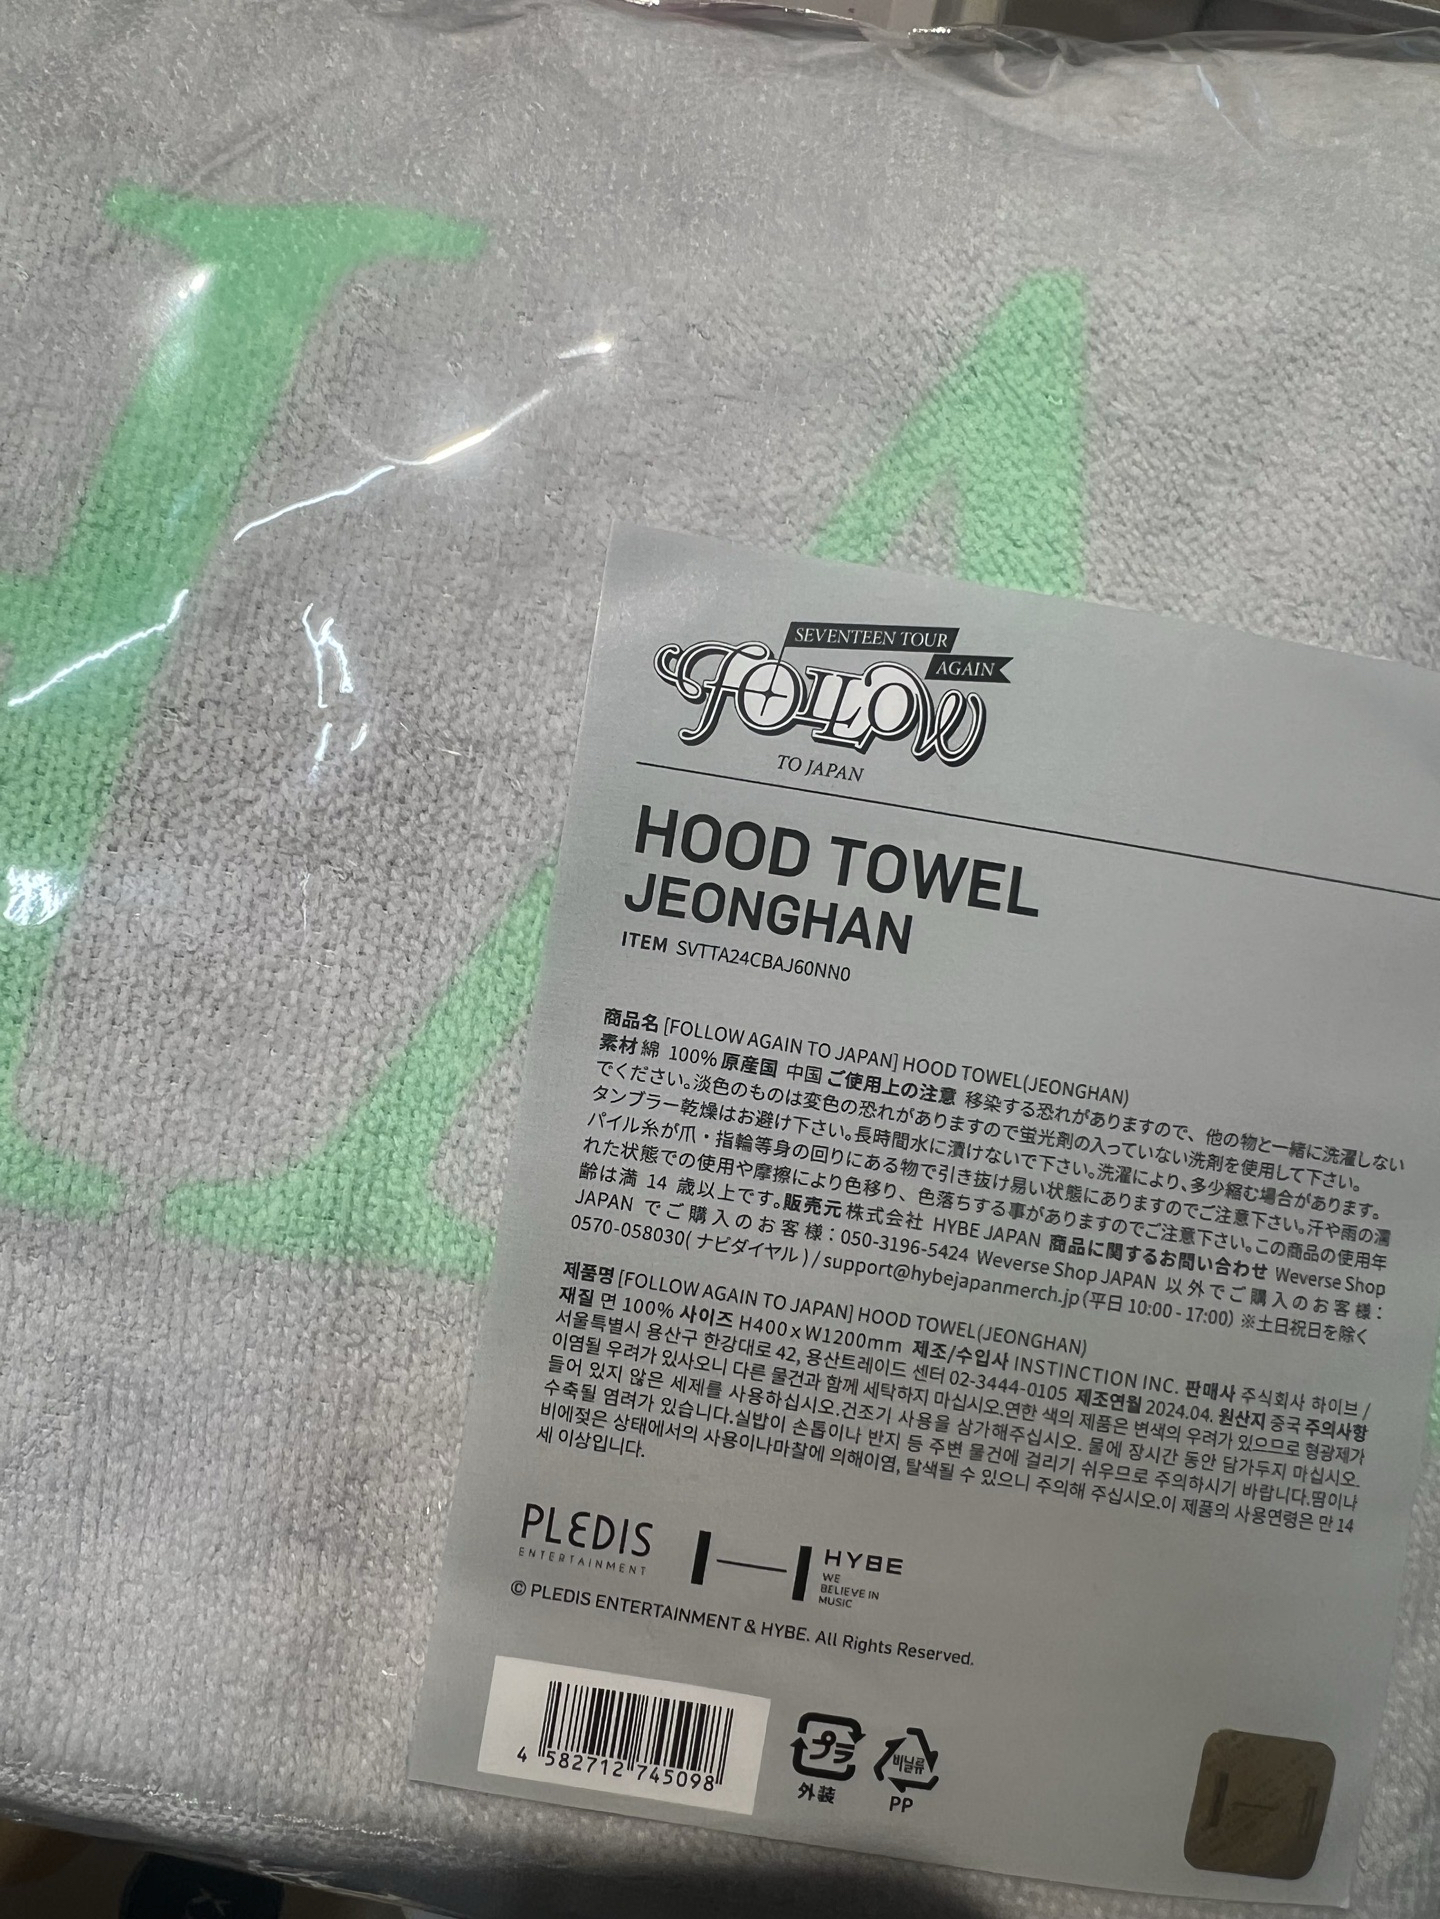 SEVENTEEN TOUR
AGAIN
FOLLOW
TO JAPAN
HOOD TOWEL
JEONGHAN
ITEM SVTTA24CBAJ60NN0
商品名 [FOLLOW AGAIN TO JAPAN] HOOD TOWEL(JEONGHAN)
素材 綿 100% 原産国 中国 ご使用上の注意 移染する恐れがありますので、他の物と一緒に洗濯しない
でください。淡色のものは変色の恐れがありますので蛍光剤の入っていない洗剤を使用して下さい。
タンブラー乾燥はお避け下さい。長時間水に漬けないで下さい。洗濯により、多少縮む場合があります。
パイル糸が爪・指輪等身の回りにある物で引き抜け易い状態にありますのでご注意下さい。汗や雨の濡
れた状態での使用や摩擦により色移り、色落ちする事がありますのでご注意下さい。この商品の使用年
齢は満 14 歳以上です。販売元 株式会社 HYBE JAPAN 商品に関するお問い合わせ Weverse Shop
JAPAN でご購入のお客様：050-3196-5424 Weverse Shop JAPAN 以外でご購入のお客様：
0570-058030( ナビダイヤル ) / support@hybejapanmerch.jp (平日 10:00 - 17:00) ※土日祝日を除く
제품명 [FOLLOW AGAIN TO JAPAN] HOOD TOWEL(JEONGHAN)
재질 면 100% 사이즈 H400 x W1200mm 제조/수입사 INSTINCTION INC. 판매사 주식회사 하이브 /
서울특별시 용산구 한강대로 42, 용산트레이드 센터 02-3444-0105 제조연월 2024.04. 원산지 중국 주의사항
이염될 우려가 있사오니 다른 물건과 함께 세탁하지 마십시오.연한 색의 제품은 변색의 우려가 있으므로 형광제가
들어 있지 않은 세제를 사용하십시오.건조기 사용을 삼가해주십시오. 물에 장시간 동안 담가두지 마십시오.
수축될 염려가 있습니다.실밥이 손톱이나 반지 등 주변 물건에 걸리기 쉬우므로 주의하시기 바랍니다.땀이나
비에젖은 상태에서의 사용이나마찰에 의해이염, 탈색될 수 있으니 주의해 주십시오.이 제품의 사용연령은 만 14
세 이상입니다.
PLEDIS
ENTERTAINMENT
HYBE
WE
BELIEVE IN
MUSIC
© PLEDIS ENTERTAINMENT & HYBE. All Rights Reserved.
4 582712 745098
プラ
外装
비닐류
PP